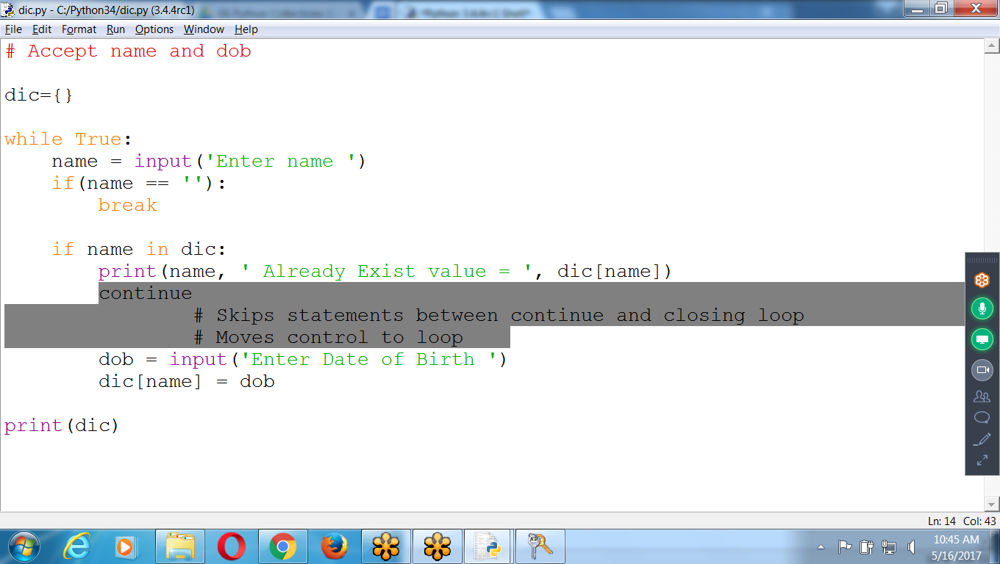 dic.py - C:/Python34/dic.py (3.4.4rc1)
File Edit Format Run Options Window Help
# Accept name and dob
dic={}
while True:
    name = input('Enter name ')
    if(name == ''):
        break
    if name in dic:
        print(name, ' Already Exist value = ', dic[name])
        continue
                # Skips statements between continue and closing loop
                # Moves control to loop
        dob = input('Enter Date of Birth ')
        dic[name] = dob
print(dic)
Ln: 14 Col: 43
10:45 AM
5/16/2017